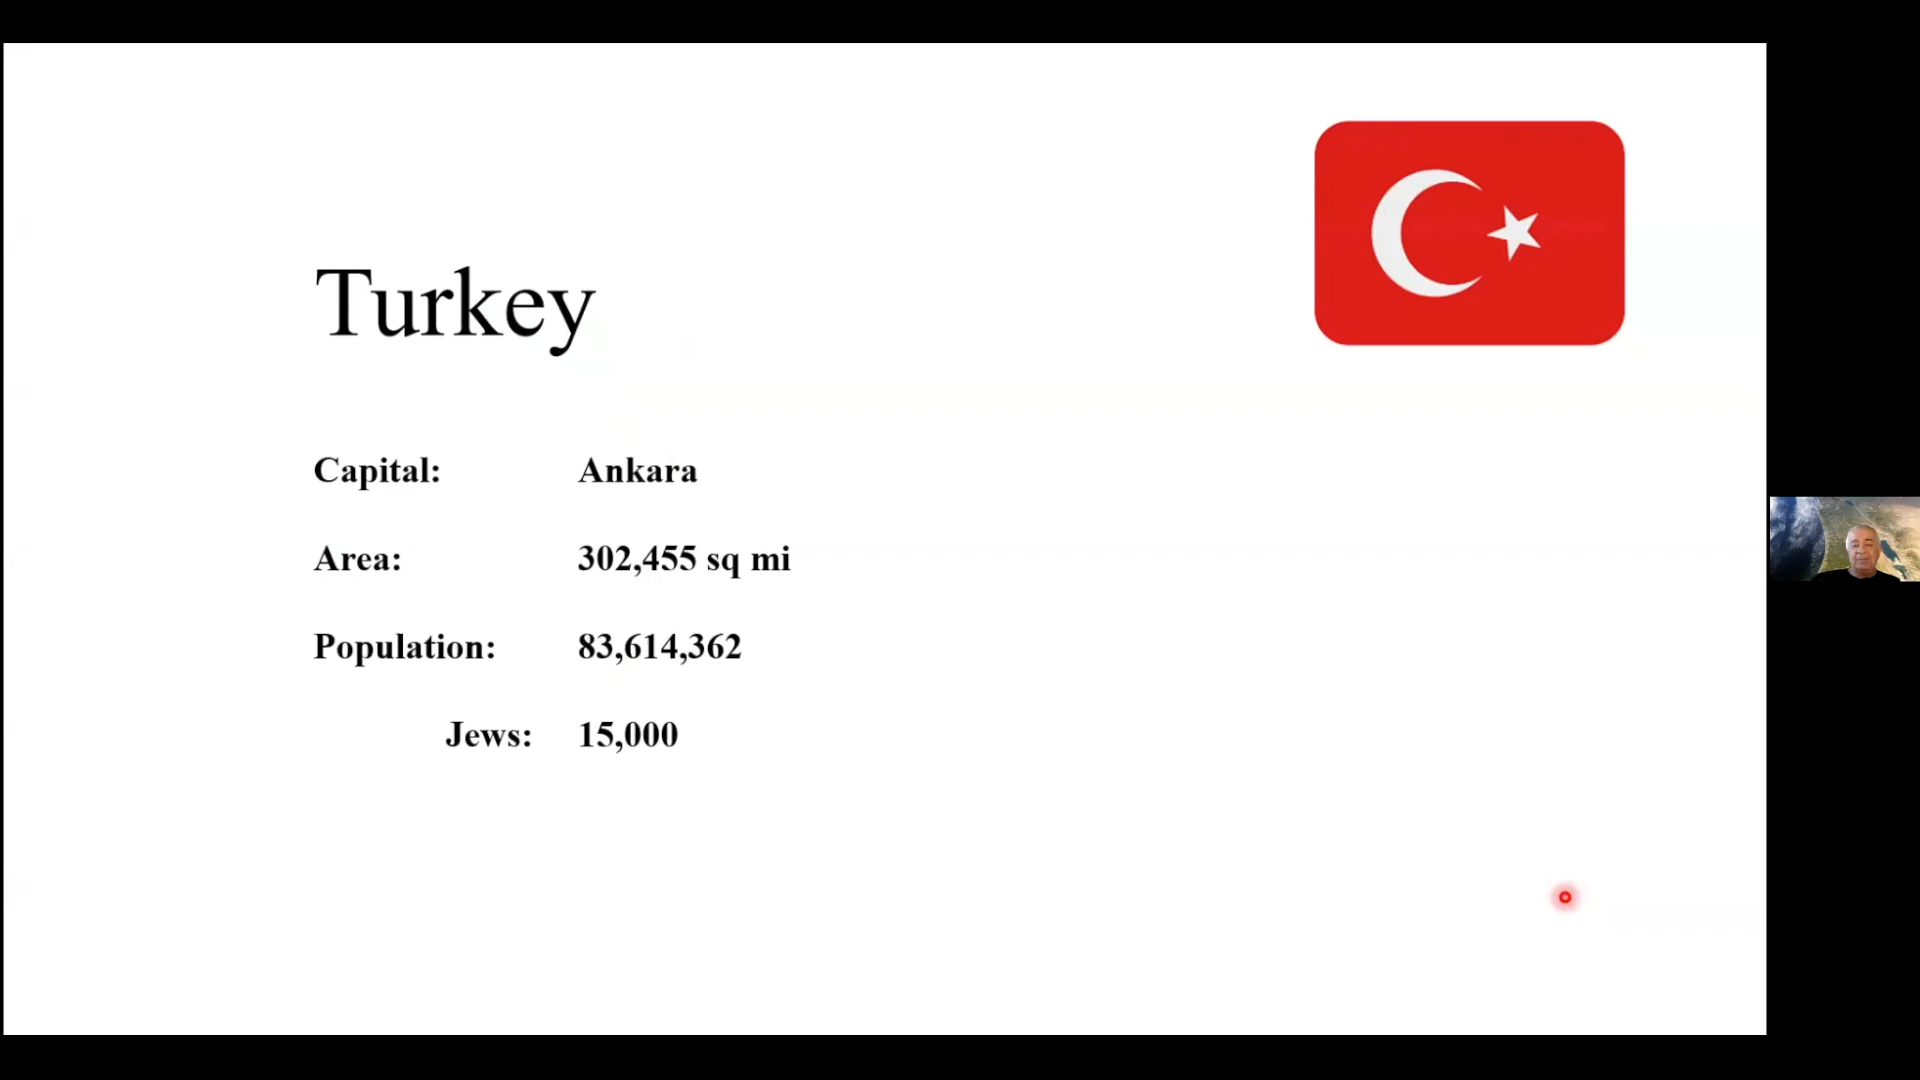 Turkey
Capital: Ankara
Area: 302,455 sq mi
Population: 83,614,362
Jews: 15,000